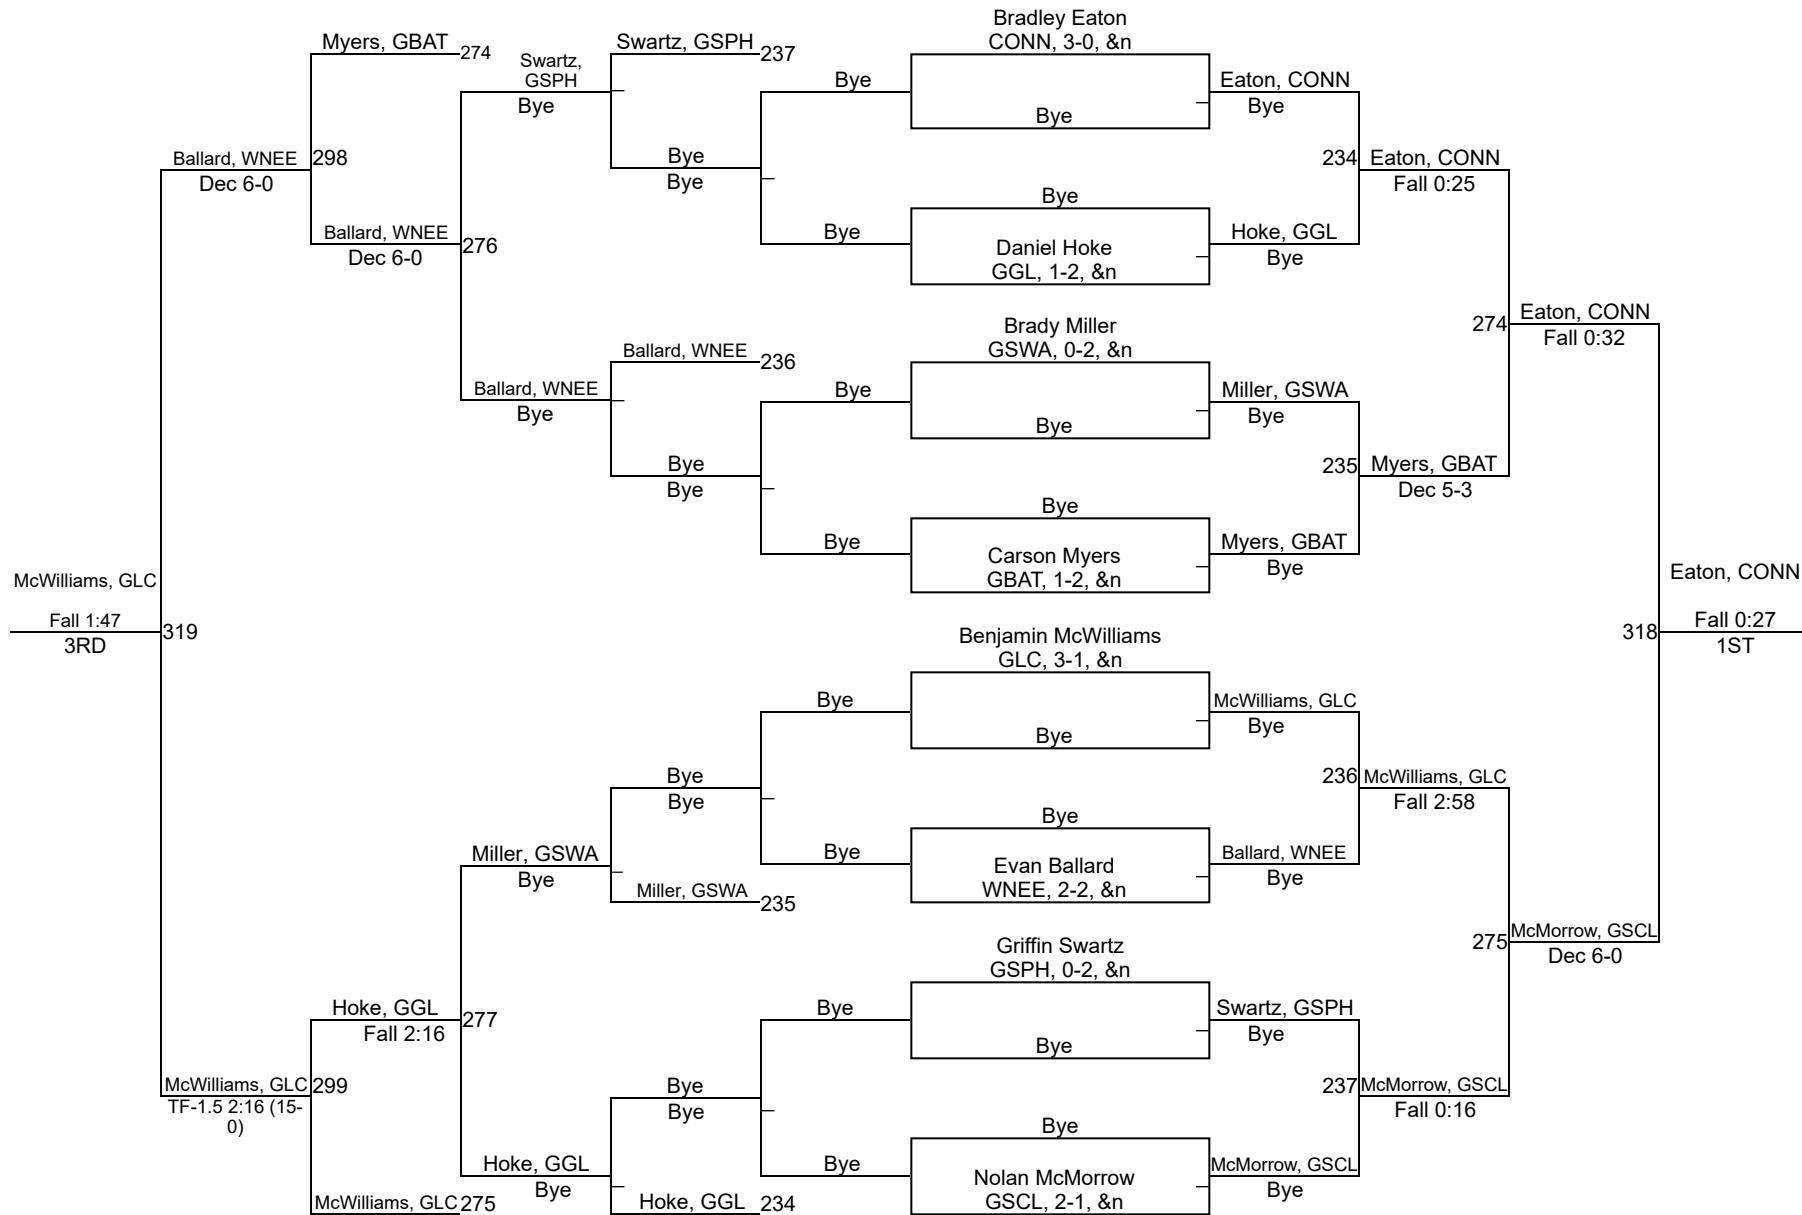 Bradley Eaton
CONN, 3-0, &n
Myers, GBAT
274
Swartz, GSPH
237
Swartz,
GSPH
Bye
Bye
Eaton, CONN
Bye
Bye
Ballard, WNEE
298
Dec 6-0
Bye
Bye
234
Eaton, CONN
Fall 0:25
Bye
Ballard, WNEE
276
Dec 6-0
Bye
Daniel Hoke
GGL, 1-2, &n
Hoke, GGL
Bye
Brady Miller
GSWA, 0-2, &n
274
Eaton, CONN
Fall 0:32
Ballard, WNEE
236
Ballard, WNEE
Bye
Bye
Miller, GSWA
Bye
Bye
Bye
Bye
235
Myers, GBAT
Dec 5-3
Bye
Bye
Carson Myers
GBAT, 1-2, &n
Myers, GBAT
Bye
McWilliams, GLC
Fall 1:47
3RD
319
Eaton, CONN
318
Fall 0:27
1ST
Benjamin McWilliams
GLC, 3-1, &n
Bye
McWilliams, GLC
Bye
Bye
Bye
Bye
236
McWilliams, GLC
Fall 2:58
Bye
Miller, GSWA
Bye
Bye
Evan Ballard
WNEE, 2-2, &n
Ballard, WNEE
Bye
Miller, GSWA
235
Griffin Swartz
GSPH, 0-2, &n
275
McMorrow, GSCL
Dec 6-0
Hoke, GGL
277
Fall 2:16
Bye
Swartz, GSPH
Bye
Bye
McWilliams, GLC
299
TF-1.5 2:16 (15-
0)
Bye
Bye
237
McMorrow, GSCL
Fall 0:16
Bye
Hoke, GGL
Bye
Bye
Nolan McMorrow
GSCL, 2-1, &n
McMorrow, GSCL
Bye
McWilliams, GLC
275
Hoke, GGL
234